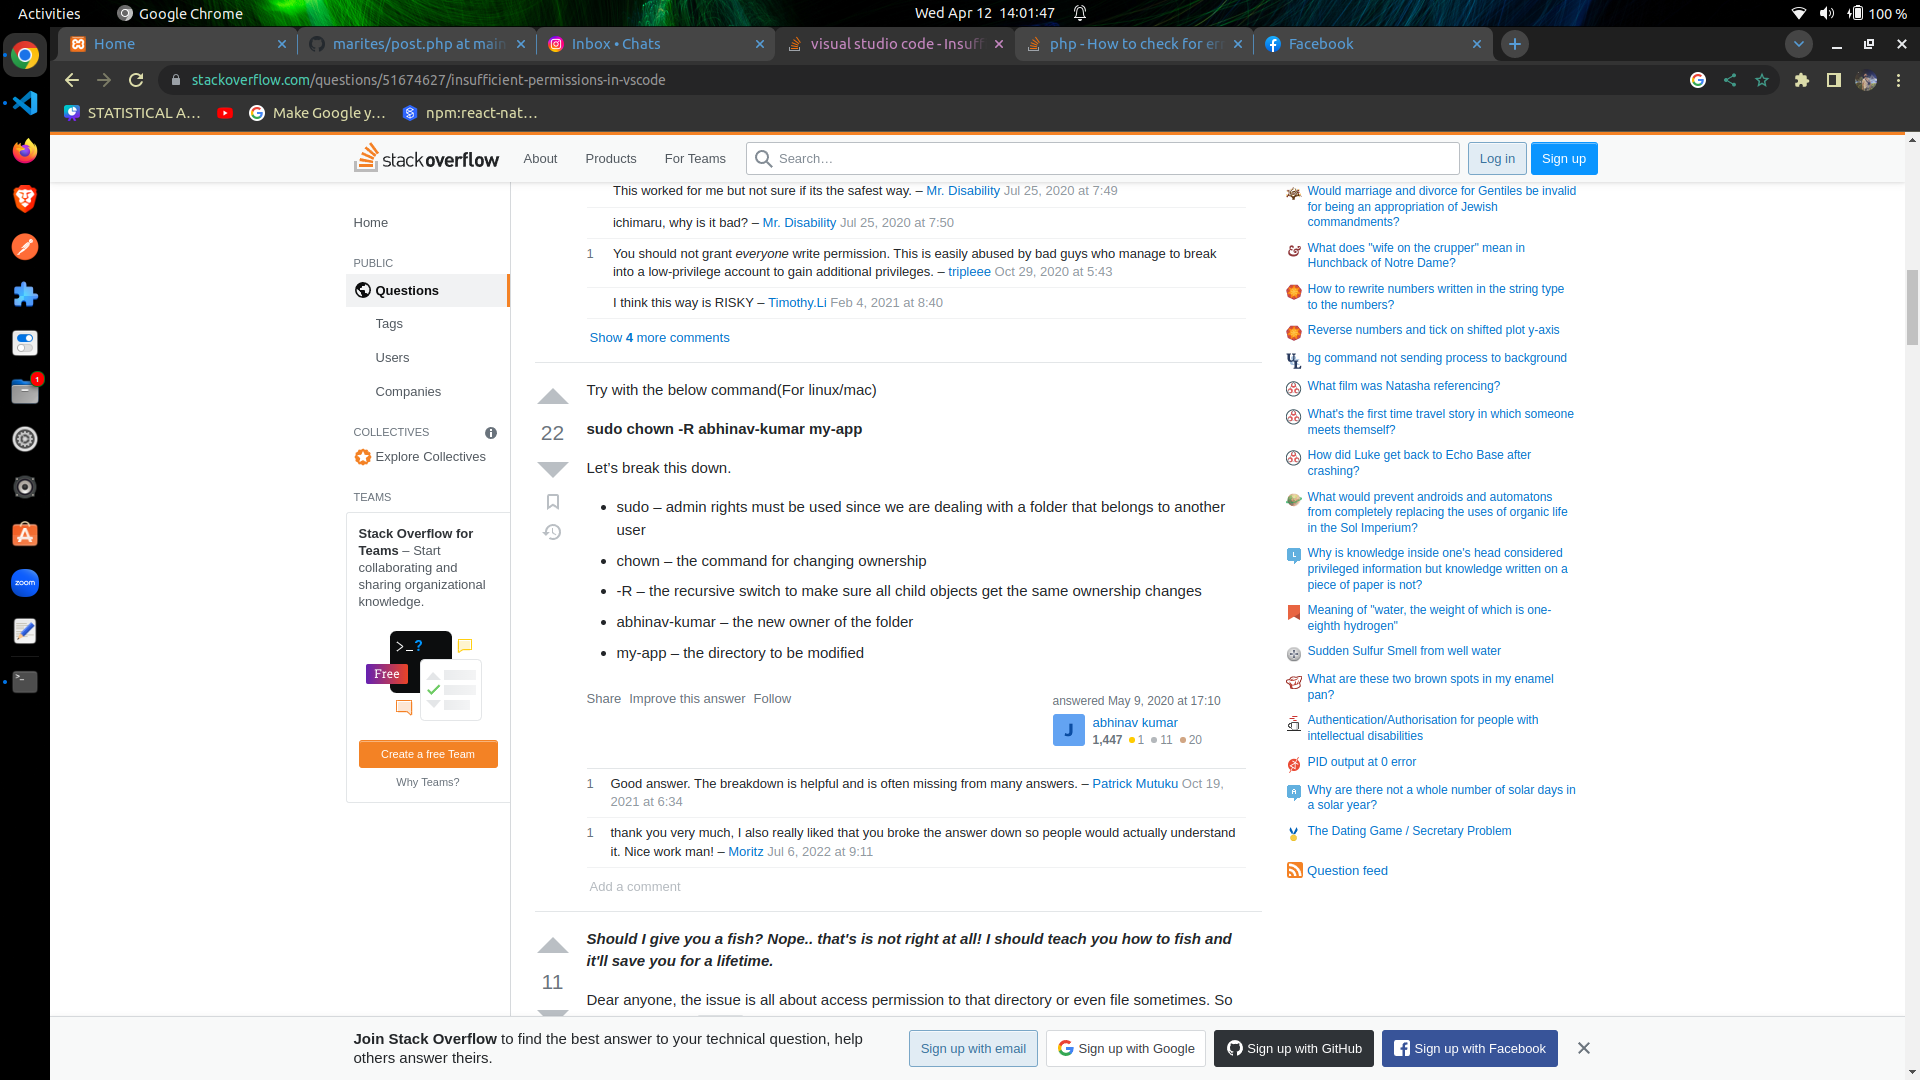 Activities
Google Chrome
Wed Apr 12  14:01:47
100 %
Home
marites/post.php at main
Inbox • Chats
visual studio code - Insuff
php - How to check for err
Facebook
stackoverflow.com/questions/51674627/insufficient-permissions-in-vscode
STATISTICAL A…
Make Google y…
npm:react-nat…
stackoverflow
About
Products
For Teams
Search…
Log in
Sign up
Home
PUBLIC
Questions
Tags
Users
Companies
COLLECTIVES
Explore Collectives
TEAMS
Stack Overflow for
Teams – Start
collaborating and
sharing organizational
knowledge.
>_?
Free
Create a free Team
Why Teams?
This worked for me but not sure if its the safest way. – Mr. Disability Jul 25, 2020 at 7:49
ichimaru, why is it bad? – Mr. Disability Jul 25, 2020 at 7:50
1 You should not grant everyone write permission. This is easily abused by bad guys who manage to break
into a low-privilege account to gain additional privileges. – tripleee Oct 29, 2020 at 5:43
I think this way is RISKY – Timothy.Li Feb 4, 2021 at 8:40
Show 4 more comments
Try with the below command(For linux/mac)
22
sudo chown -R abhinav-kumar my-app
Let's break this down.
• sudo – admin rights must be used since we are dealing with a folder that belongs to another
user
• chown – the command for changing ownership
• -R – the recursive switch to make sure all child objects get the same ownership changes
• abhinav-kumar – the new owner of the folder
• my-app – the directory to be modified
Share Improve this answer Follow
answered May 9, 2020 at 17:10
J
abhinav kumar
1,447 1 11 20
1 Good answer. The breakdown is helpful and is often missing from many answers. – Patrick Mutuku Oct 19,
2021 at 6:34
1 thank you very much, I also really liked that you broke the answer down so people would actually understand
it. Nice work man! – Moritz Jul 6, 2022 at 9:11
Add a comment
Should I give you a fish? Nope.. that's is not right at all! I should teach you how to fish and
it'll save you for a lifetime.
11
Dear anyone, the issue is all about access permission to that directory or even file sometimes. So
Would marriage and divorce for Gentiles be invalid
for being an appropriation of Jewish
commandments?
What does "wife on the crupper" mean in
Hunchback of Notre Dame?
How to rewrite numbers written in the string type
to the numbers?
Reverse numbers and tick on shifted plot y-axis
bg command not sending process to background
What film was Natasha referencing?
What's the first time travel story in which someone
meets themself?
How did Luke get back to Echo Base after
crashing?
What would prevent androids and automatons
from completely replacing the uses of organic life
in the Sol Imperium?
Why is knowledge inside one's head considered
privileged information but knowledge written on a
piece of paper is not?
Meaning of "water, the weight of which is one-
eighth hydrogen"
Sudden Sulfur Smell from well water
What are these two brown spots in my enamel
pan?
Authentication/Authorisation for people with
intellectual disabilities
PID output at 0 error
Why are there not a whole number of solar days in
a solar year?
The Dating Game / Secretary Problem
Question feed
Join Stack Overflow to find the best answer to your technical question, help
others answer theirs.
Sign up with email
Sign up with Google
Sign up with GitHub
Sign up with Facebook
zoom
1